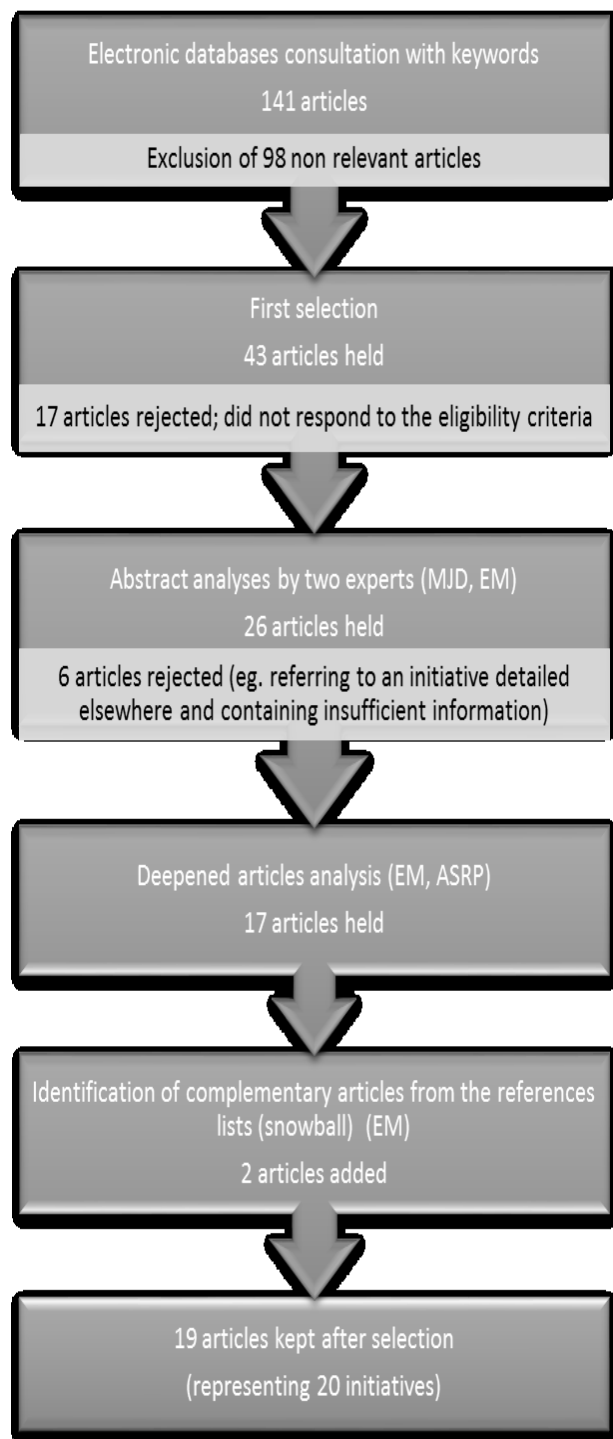 Electronic databases consultation with keywords
141 articles
Exclusion of 98 non relevant articles
First selection
43 articles held
17 articles rejected; did not respond to the eligibility criteria
Abstract analyses by two experts (MJD, EM)
26 articles held
6 articles rejected (eg. referring to an initiative detailed
elsewhere and containing insufficient information)
Deepened articles analysis (EM, ASRP)
17 articles held
Identification of complementary articles from the references
lists (snowball) (EM)
2 articles added
19 articles kept after selection
(representing 20 initiatives)